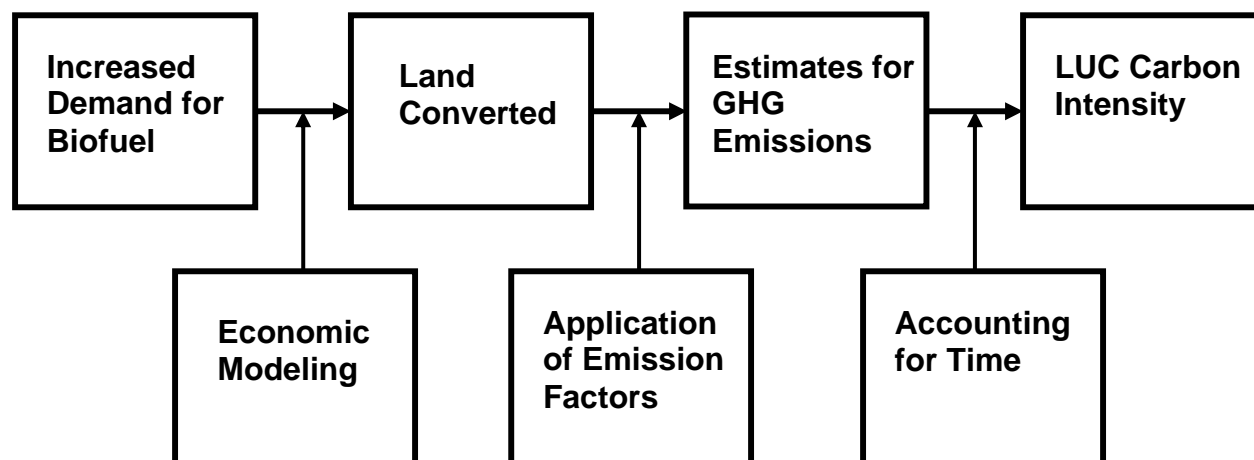 Increased
Demand for
Biofuel
Land
Converted
Estimates for
GHG
Emissions
LUC Carbon
Intensity
Economic
Modeling
Application
of Emission
Factors
Accounting
for Time